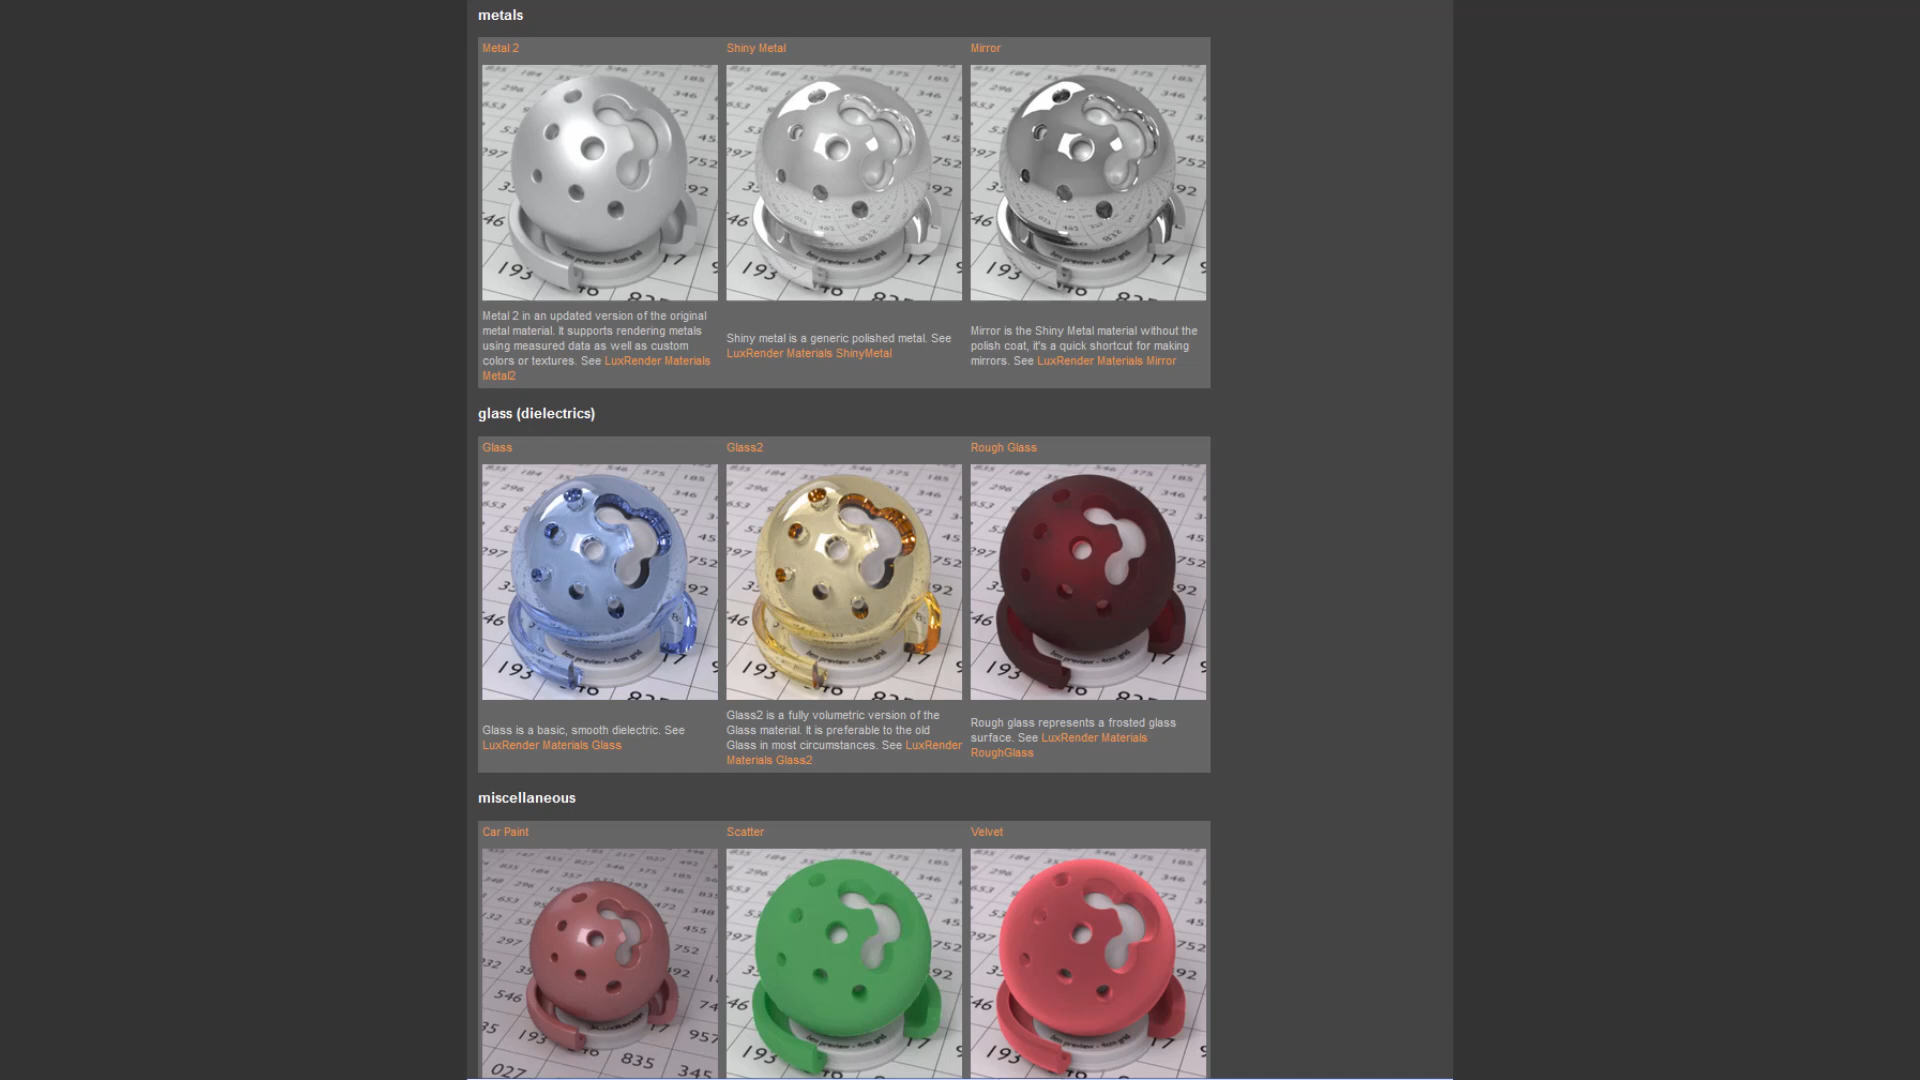 metals
Metal 2
Shiny Metal
Mirror
Metal 2 in an updated version of the original
metal material. It supports rendering metals
using measured data as well as custom
colors or textures. See LuxRender Materials
Metal2
Shiny metal is a generic polished metal. See
LuxRender Materials ShinyMetal
Mirror is the Shiny Metal material without the
polish coat, it's a quick shortcut for making
mirrors. See LuxRender Materials Mirror
glass (dielectrics)
Glass
Glass2
Rough Glass
Glass is a basic, smooth dielectric. See
LuxRender Materials Glass
Glass2 is a fully volumetric version of the
Glass material. It is preferable to the old
Glass in most circumstances. See LuxRender
Materials Glass2
Rough glass represents a frosted glass
surface. See LuxRender Materials
RoughGlass
miscellaneous
Car Paint
Scatter
Velvet